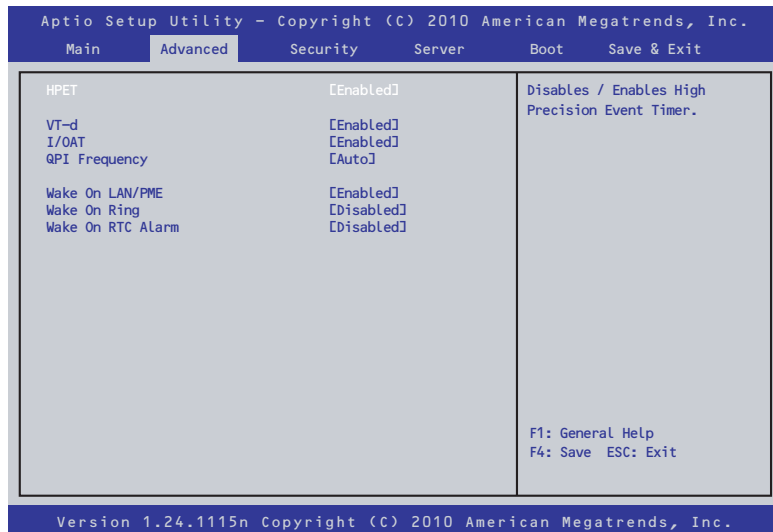 Aptio Setup Utility – Copyright (C) 2010 American Megatrends, Inc.
Main Advanced Security Server Boot Save & Exit
HPET [Enabled]
VT-d [Enabled]
I/OAT [Enabled]
QPI Frequency [Auto]
Wake On LAN/PME [Enabled]
Wake On Ring [Disabled]
Wake On RTC Alarm [Disabled]
Disables / Enables High
Precision Event Timer.
F1: General Help
F4: Save ESC: Exit
Version 1.24.1115n Copyright (C) 2010 American Megatrends, Inc.